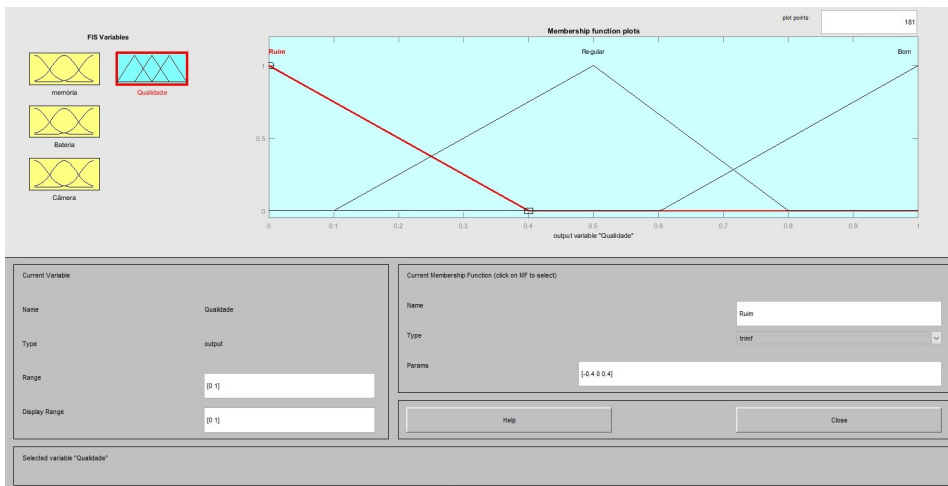 FIS Variables
memória
Qualidade
Bateria
Câmera
plot points:
181
Membership function plots
Ruim
Regular
Bom
1
0.5
0
0
0.1
0.2
0.3
0.4
0.5
0.6
0.7
0.8
0.9
1
output variable "Qualidade"
Current Variable
Name
Qualidade
Type
output
Range
[0 1]
Display Range
[0 1]
Current Membership Function (click on MF to select)
Name
Ruim
Type
trimf
Params
[-0.4 0 0.4]
Help
Close
Selected variable "Qualidade"